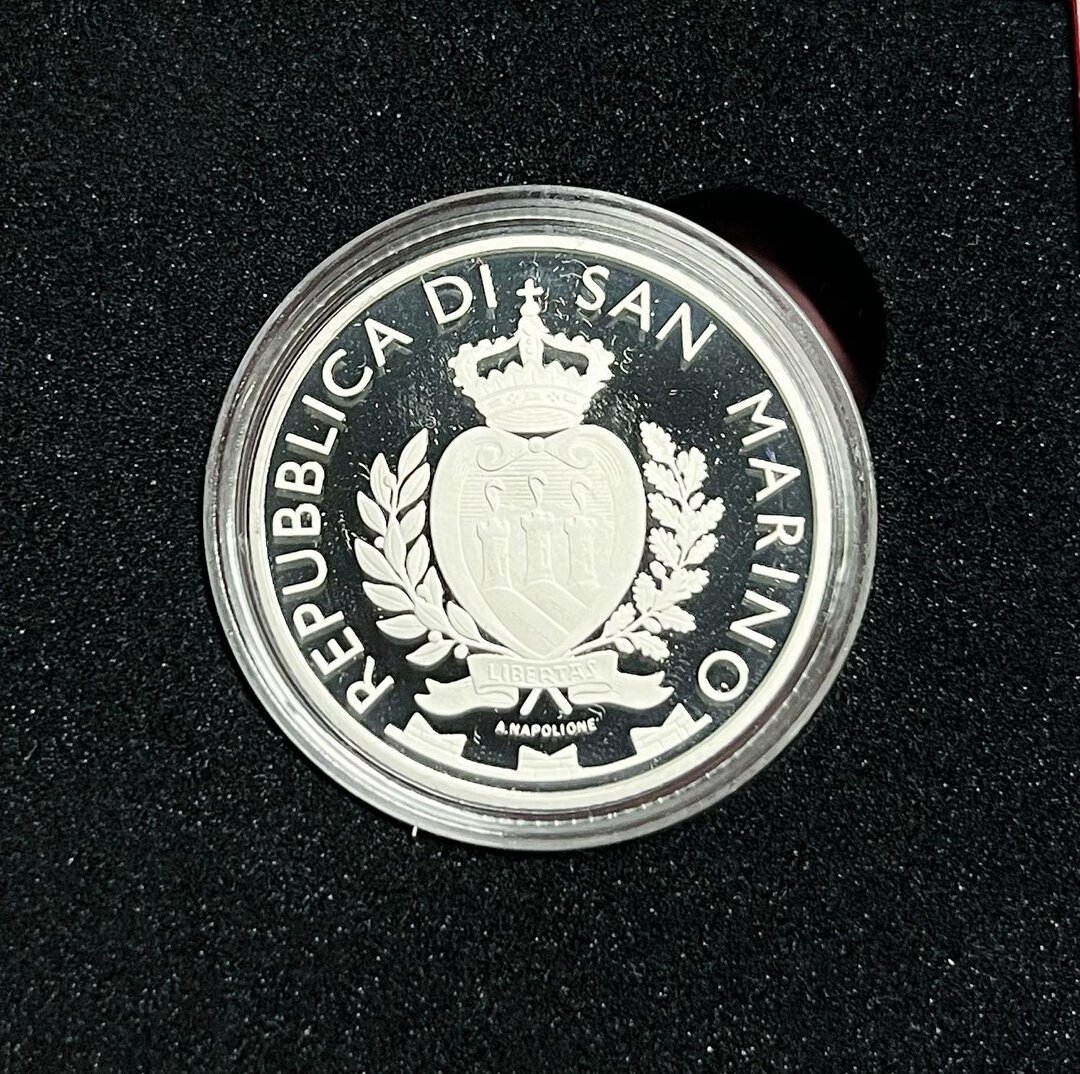 REPUBBLICA DI SAN MARINO
LIBERTAS
A.NAPOLIONE